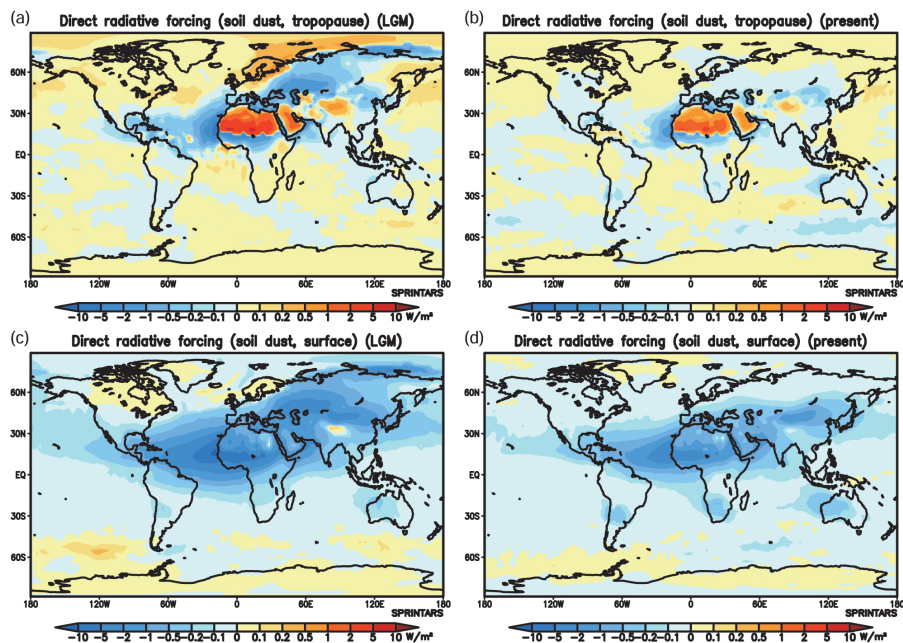 (a) Direct radiative forcing (soil dust, tropopause) (LGM)
60N
30N
EQ
30S
60S
180 120W 60W 0 60E 120E 180
SPRINTARS
-10 -5 -2 -1 -0.5 -0.2 -0.1 0 0.1 0.2 0.5 1 2 5 10 W/m²
(b) Direct radiative forcing (soil dust, tropopause) (present)
60N
30N
EQ
30S
60S
180 120W 60W 0 60E 120E 180
SPRINTARS
-10 -5 -2 -1 -0.5 -0.2 -0.1 0 0.1 0.2 0.5 1 2 5 10 W/m²
(c) Direct radiative forcing (soil dust, surface) (LGM)
60N
30N
EQ
30S
60S
180 120W 60W 0 60E 120E 180
SPRINTARS
-10 -5 -2 -1 -0.5 -0.2 -0.1 0 0.1 0.2 0.5 1 2 5 10 W/m²
(d) Direct radiative forcing (soil dust, surface) (present)
60N
30N
EQ
30S
60S
180 120W 60W 0 60E 120E 180
SPRINTARS
-10 -5 -2 -1 -0.5 -0.2 -0.1 0 0.1 0.2 0.5 1 2 5 10 W/m²